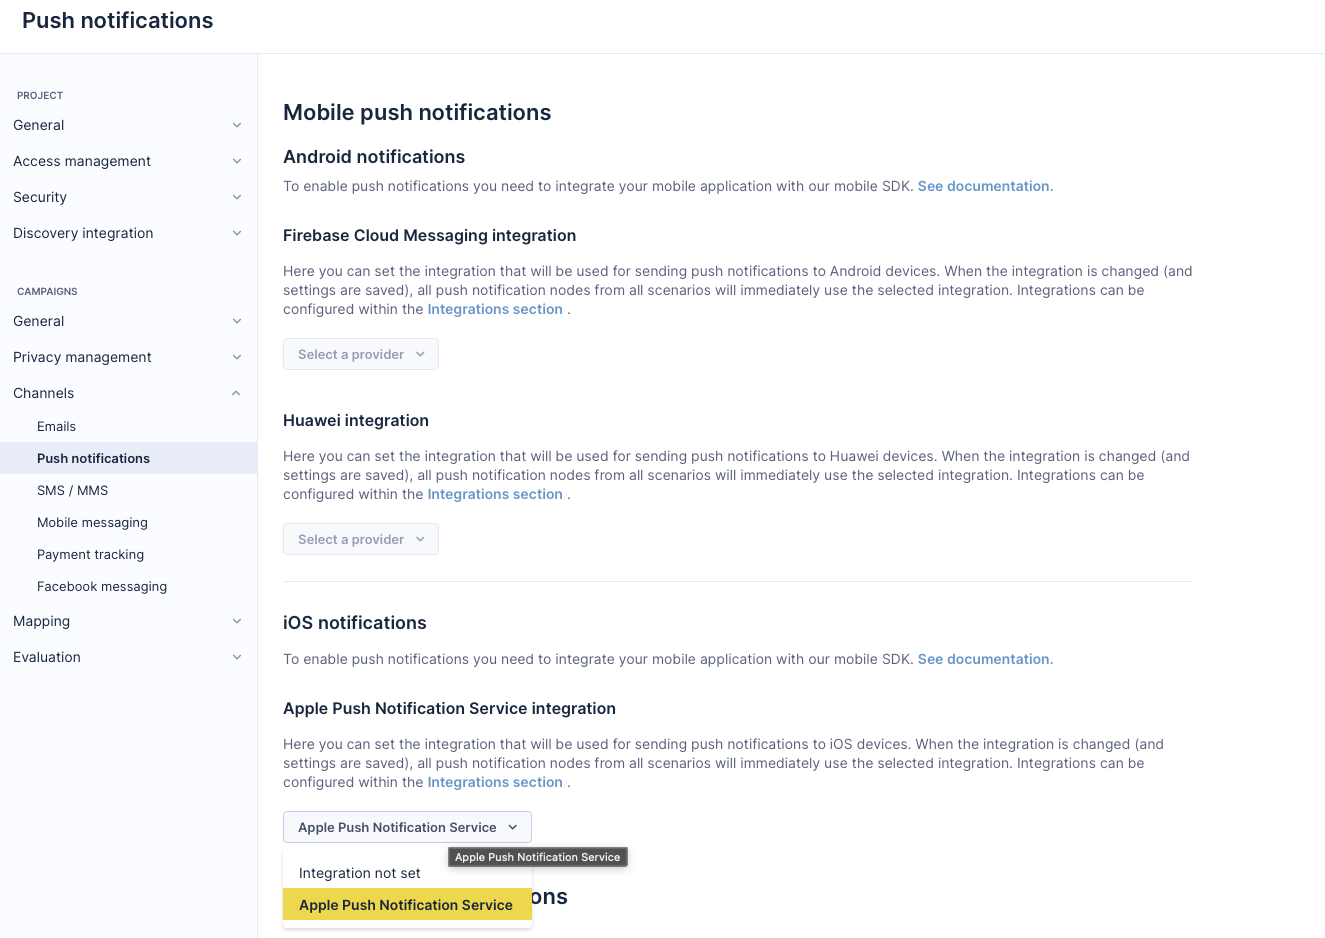 Push notifications
PROJECT
General
Access management
Security
Discovery integration
CAMPAIGNS
General
Privacy management
Channels
Emails
Push notifications
SMS / MMS
Mobile messaging
Payment tracking
Facebook messaging
Mapping
Evaluation
Mobile push notifications
Android notifications
To enable push notifications you need to integrate your mobile application with our mobile SDK. See documentation.
Firebase Cloud Messaging integration
Here you can set the integration that will be used for sending push notifications to Android devices. When the integration is changed (and
settings are saved), all push notification nodes from all scenarios will immediately use the selected integration. Integrations can be
configured within the Integrations section .
Select a provider
Huawei integration
Here you can set the integration that will be used for sending push notifications to Huawei devices. When the integration is changed (and
settings are saved), all push notification nodes from all scenarios will immediately use the selected integration. Integrations can be
configured within the Integrations section .
Select a provider
iOS notifications
To enable push notifications you need to integrate your mobile application with our mobile SDK. See documentation.
Apple Push Notification Service integration
Here you can set the integration that will be used for sending push notifications to iOS devices. When the integration is changed (and
settings are saved), all push notification nodes from all scenarios will immediately use the selected integration. Integrations can be
configured within the Integrations section .
Apple Push Notification Service
Apple Push Notification Service
Integration not set
Apple Push Notification Service